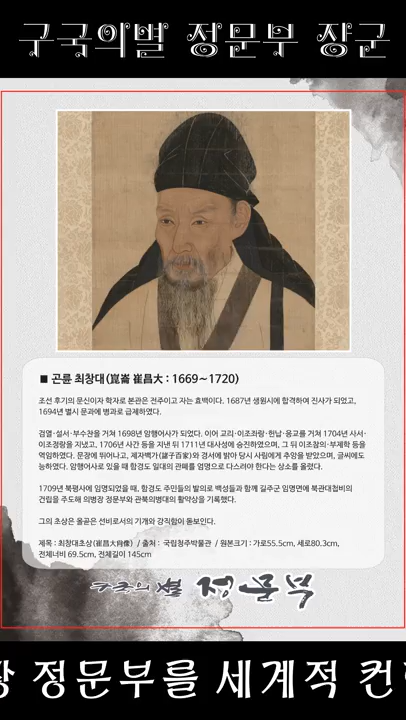 구국의별 정문부 장군
■ 곤륜 최창대(崑崙 崔昌大 : 1669~1720)
조선 후기의 문신이자 학자로 본관은 전주이고 자는 효백이다. 1687년 생원시에 합격하여 진사가 되었고,
1694년 별시 문과에 병과로 급제하였다.
검열·설서·부수찬을 거쳐 1698년 암행어사가 되었다. 이어 교리·이조좌랑·헌납·응교를 거쳐 1704년 사서·
이조정랑을 지냈고, 1706년 사간 등을 지낸 뒤 1711년 대사성에 승진하였으며, 그 뒤 이조참의·부제학 등을
역임하였다. 문장에 뛰어나고, 제자백가(諸子百家)와 경서에 밝아 당시 사림에게 추앙을 받았으며, 글씨에도
능하였다. 암행어사로 있을 때 함경도 일대의 관폐를 엄명으로 다스려야 한다는 상소를 올렸다.
1709년 북평사에 임명되었을 때, 함경도 주민들의 발의로 백성들과 함께 길주군 임명면에 북관대첩비의
건립을 주도해 의병장 정문부와 관북의병대의 활약상을 기록했다.
그의 초상은 올곧은 선비로서의 기개와 강직함이 돋보인다.
제목 : 최창대초상(崔昌大肖像) / 출처 : 국립청주박물관 / 원본크기 : 가로55.5cm, 세로80.3cm,
전체너비 69.5cm, 전체길이 145cm
구국의 별 정문부
정문부를 세계적